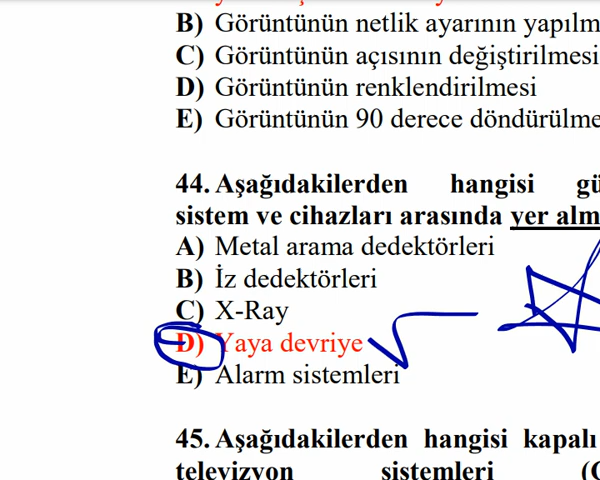 B) Görüntünün netlik ayarının yapılm
C) Görüntünün açısının değiştirilmesi
D) Görüntünün renklendirilmesi
E) Görüntünün 90 derece döndürülme
44. Aşağıdakilerden hangisi gü
sistem ve cihazları arasında yer alm
A) Metal arama dedektörleri
B) İz dedektörleri
C) X-Ray
D) Yaya devriye
E) Alarm sistemleri
45. Aşağıdakilerden hangisi kapalı
televizyon sistemleri (C